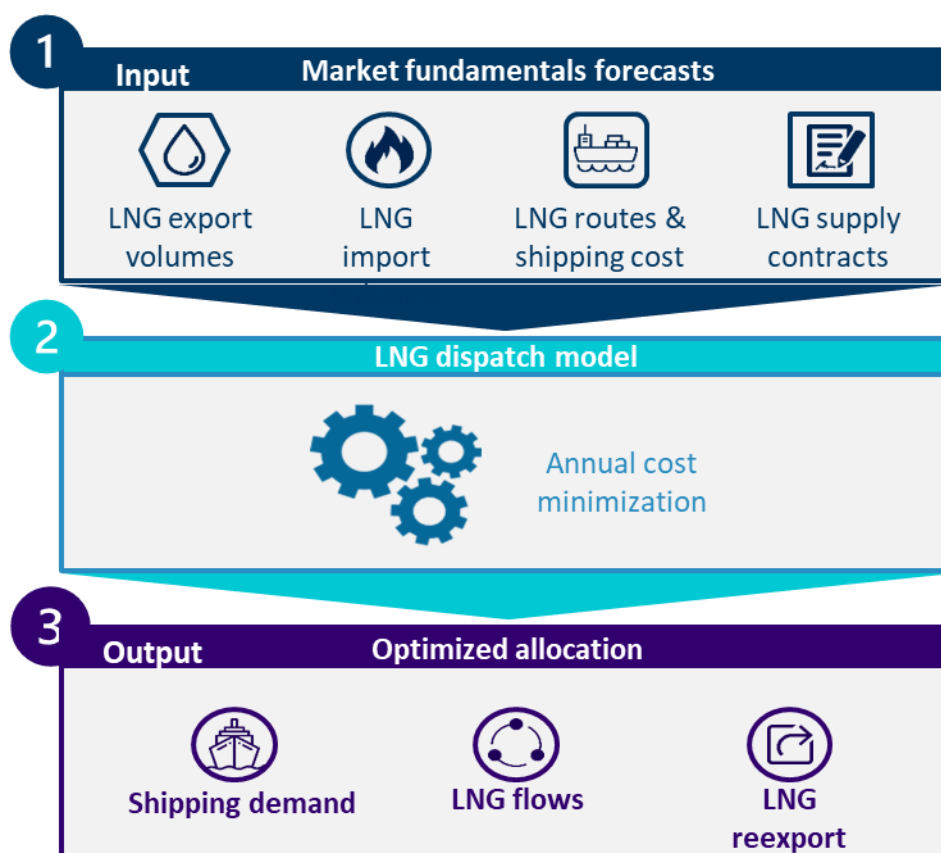 1
Input Market fundamentals forecasts
LNG export
volumes
LNG
import
LNG routes &
shipping cost
LNG supply
contracts
2
LNG dispatch model
Annual cost
minimization
3
Output Optimized allocation
Shipping demand
LNG flows
LNG
reexport